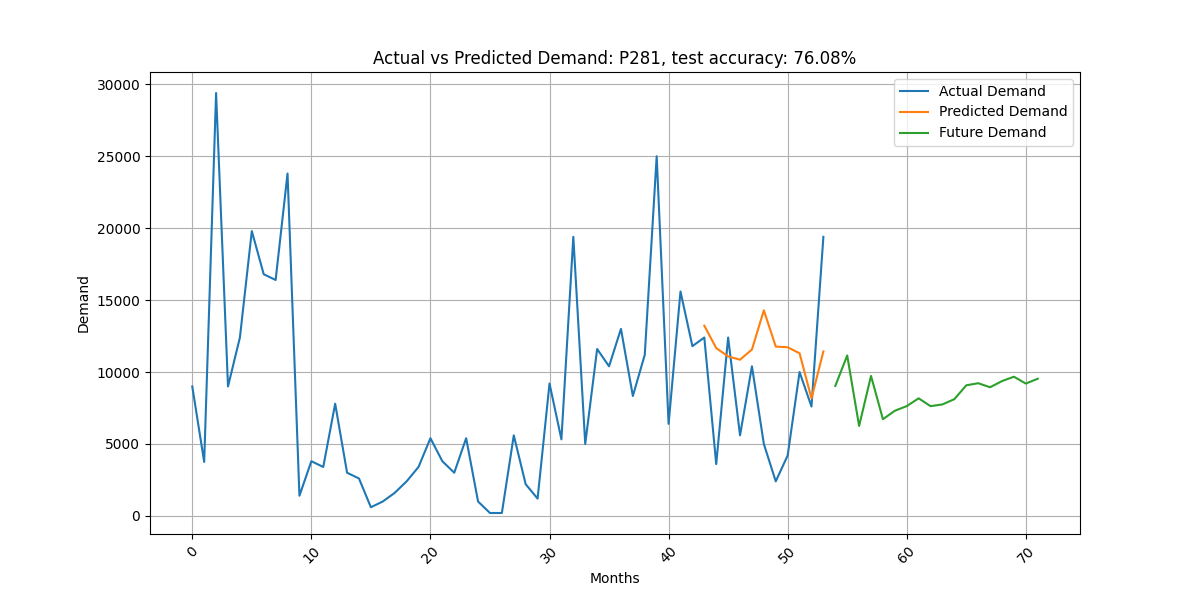 Actual vs Predicted Demand: P281, test accuracy: 76.08%
Actual Demand
Predicted Demand
Future Demand
30000
25000
20000
15000
10000
5000
0
Demand
0 10 20 30 40 50 60 70
Months